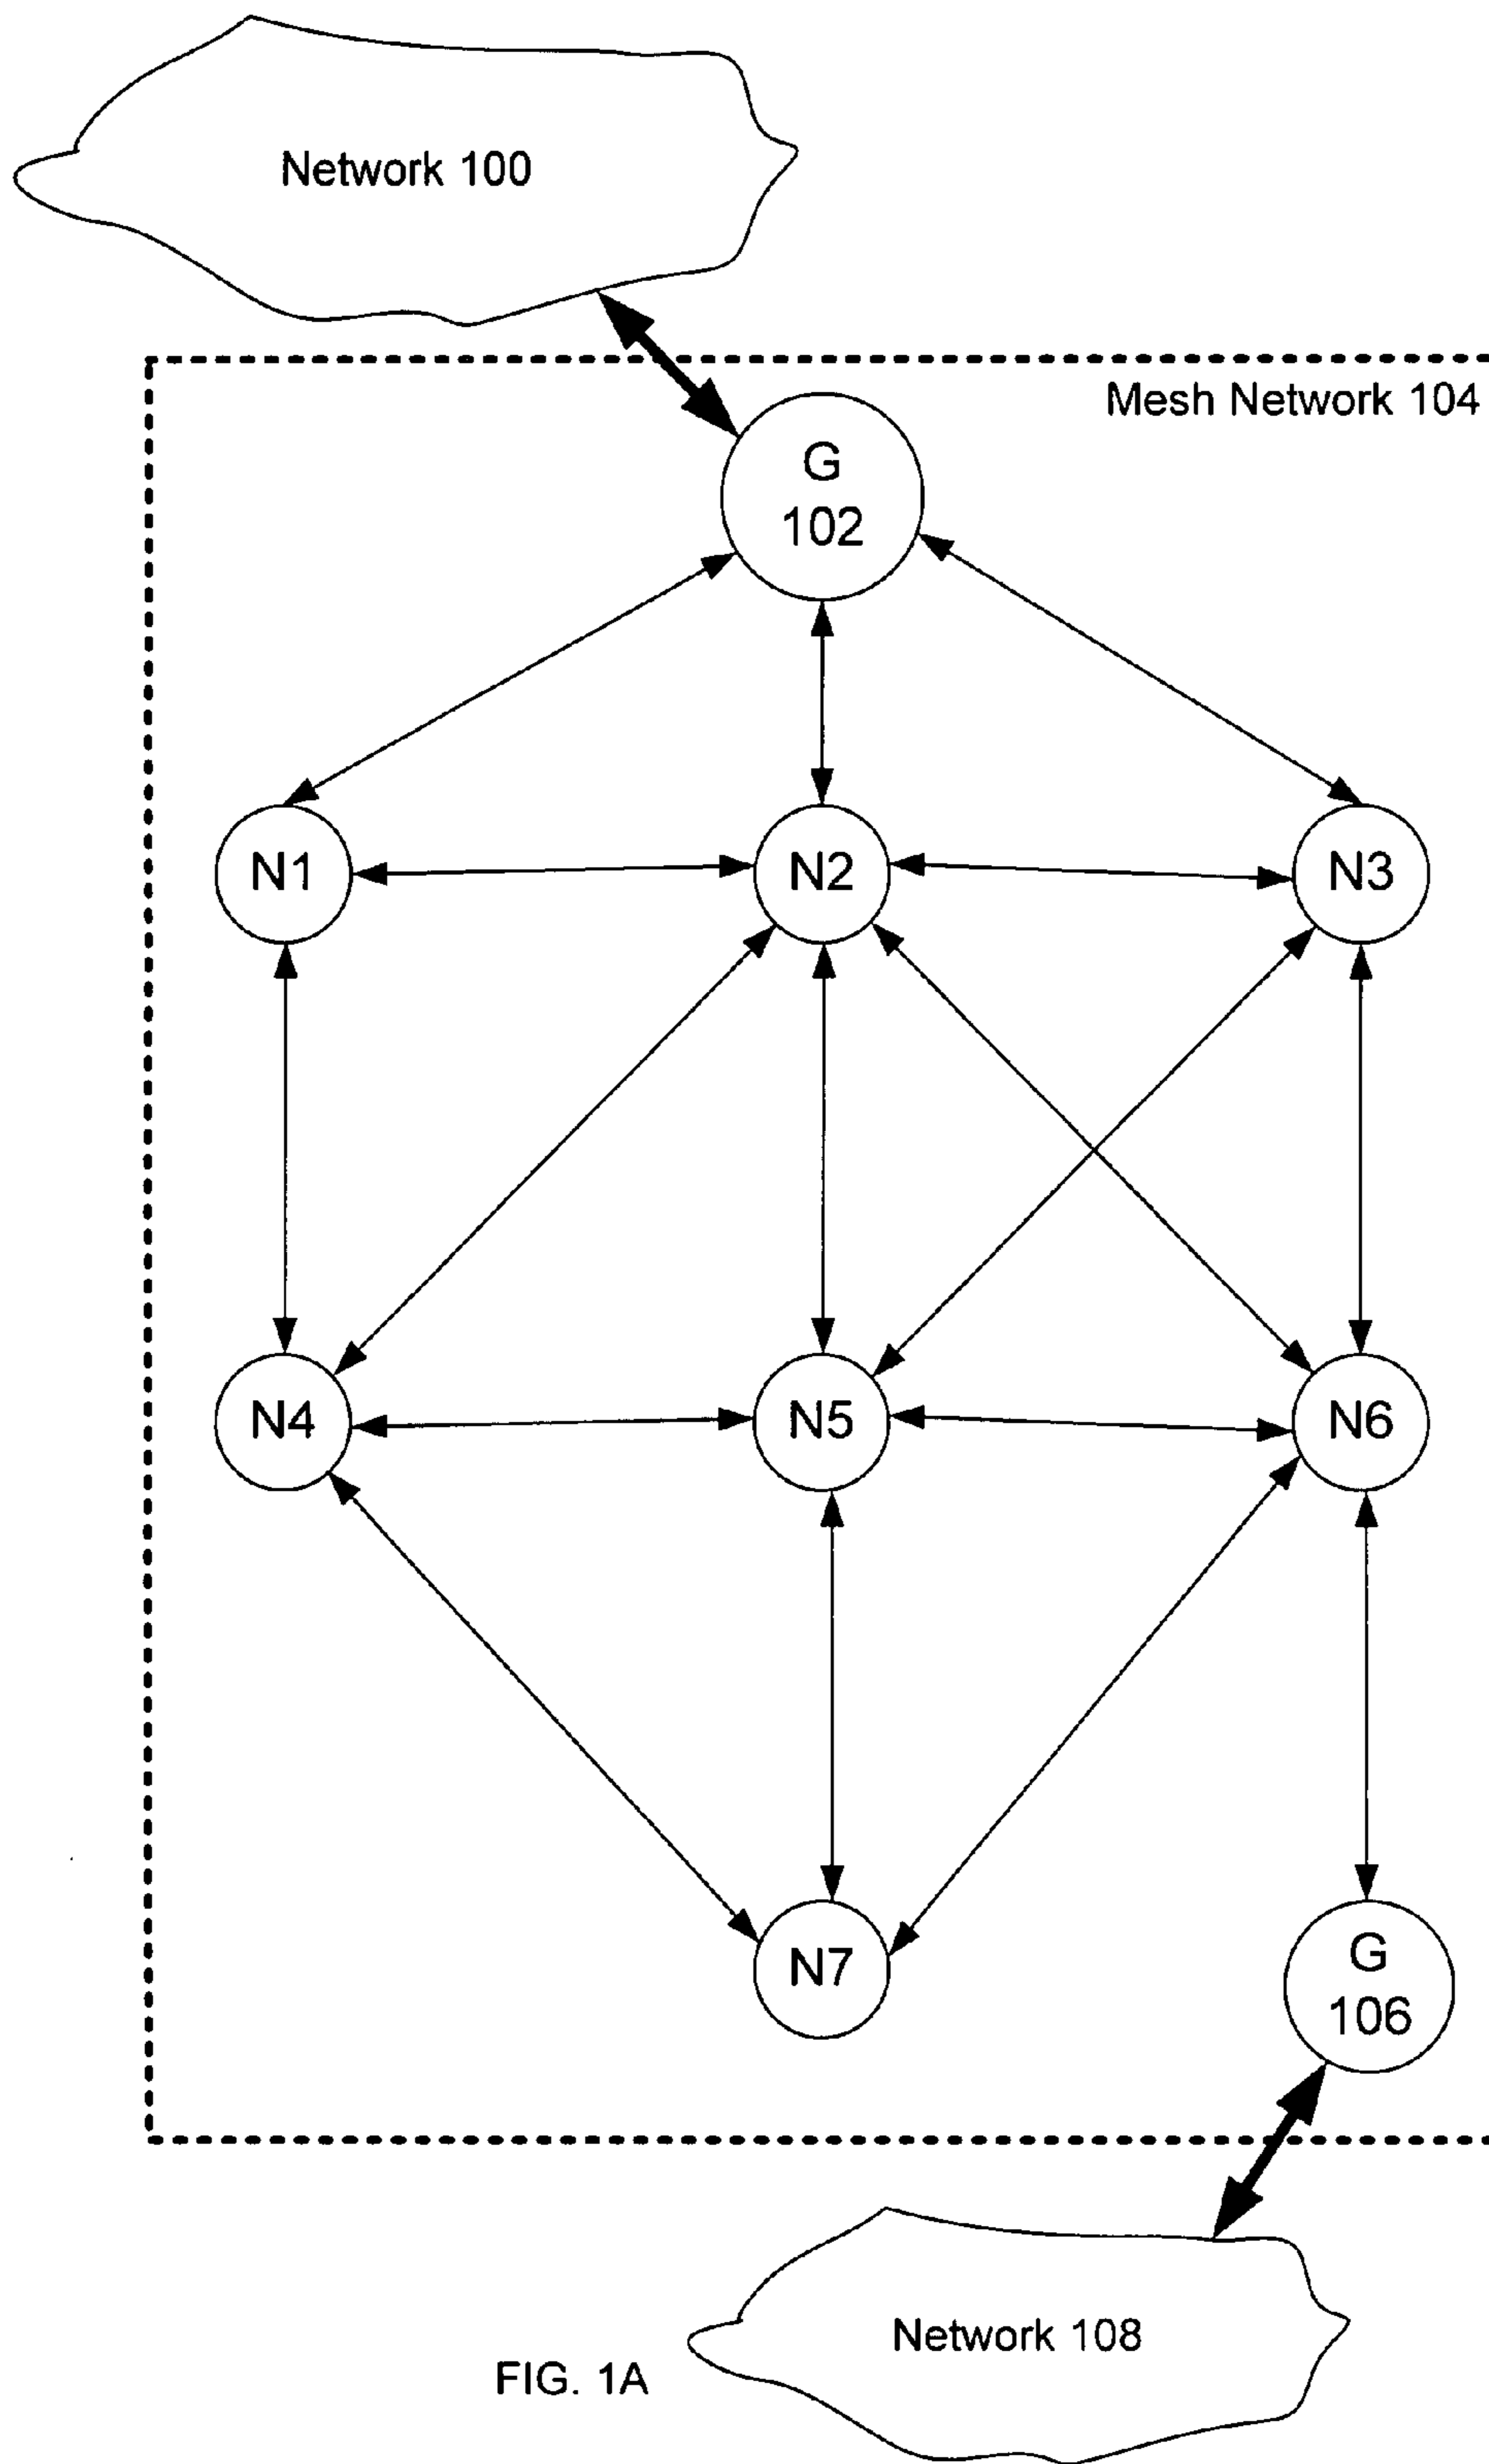 Network 100
Mesh Network 104
G
102
N1
N2
N3
N4
N5
N6
N7
G
106
Network 108
FIG. 1A